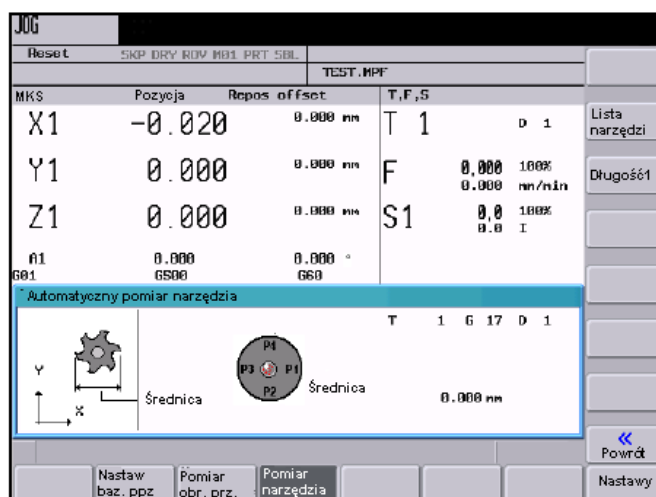 JOG
Reset SKP DRY ROV M01 PRT SBL
TEST.MPF
MKS Pozycja Repos offset T,F,S
X1 -0.020 0.000 mm T 1 D 1
Y1 0.000 0.000 mm F 0,000 100%
0.000 mm/min
Z1 0.000 0.000 mm S1 0,0 100%
0.0 I
A1 0.000 0.000 °
G01 G500 G60
Automatyczny pomiar narzędzia
T 1 G 17 D 1
P4
P3 P1
P2
Y
X
Średnica
Średnica
0.000 mm
Lista
narzędzi
Długość1
«
Powrót
Nastaw
baz. ppz
Pomiar
obr. prz.
Pomiar
narzędzia
Nastawy